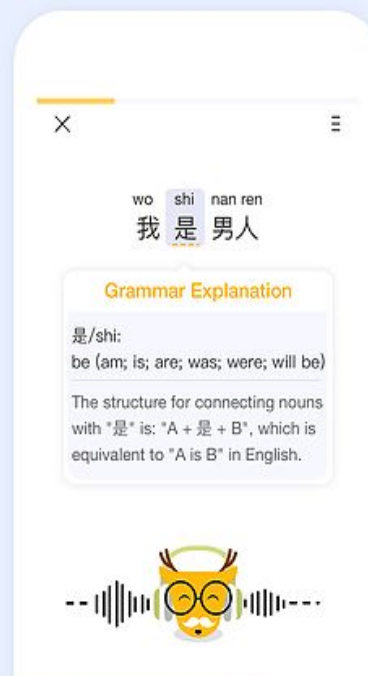 wo shi nan ren
我 是 男人
Grammar Explanation
是/shi:
be (am; is; are; was; were; will be)
The structure for connecting nouns
with "是" is: "A + 是 + B", which is
equivalent to "A is B" in English.